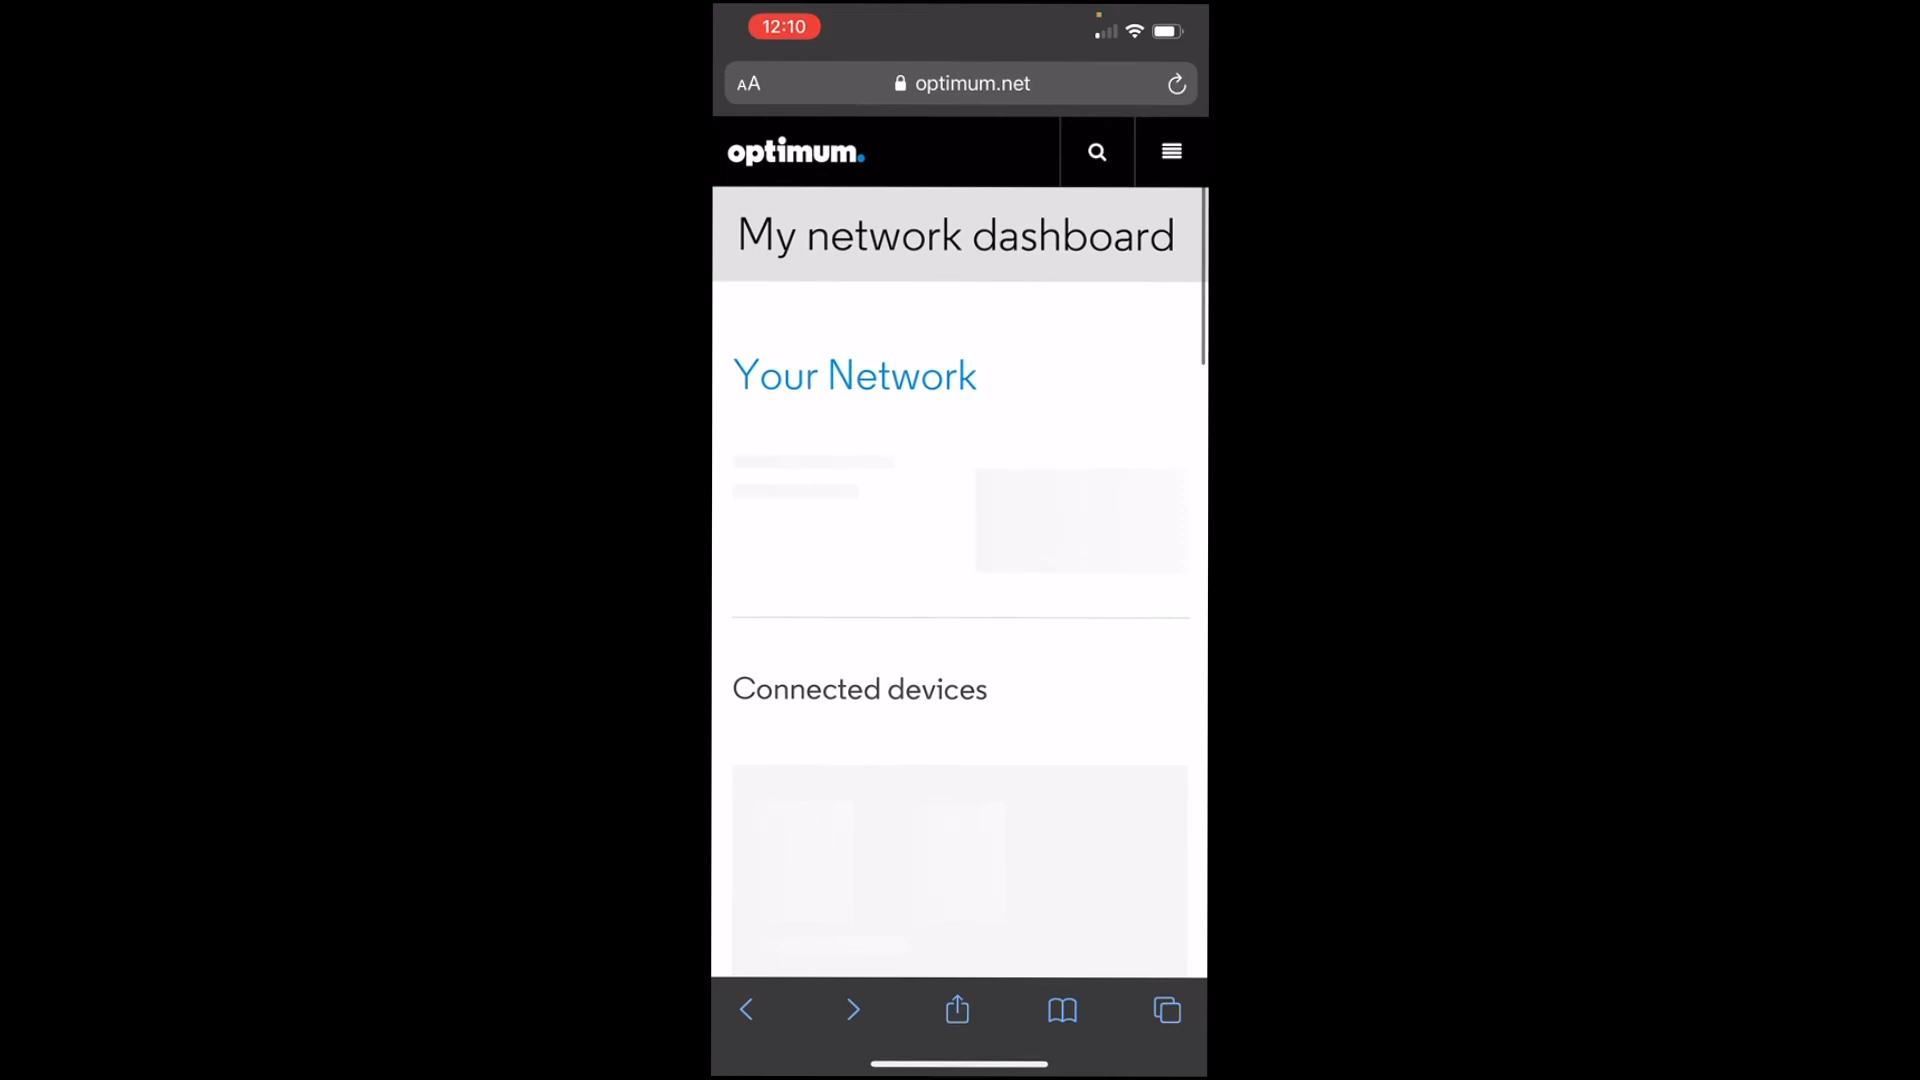 12:10
AA
optimum.net
optimum.
My network dashboard
Your Network
Connected devices